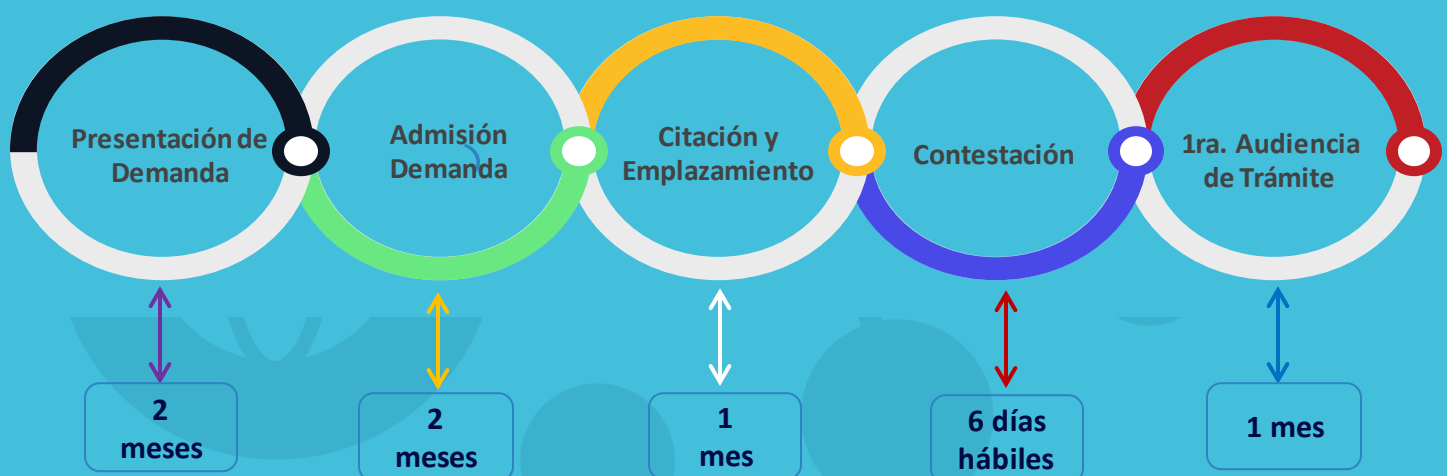 Presentación de
Demanda
Admisión
Demanda
Citación y
Emplazamiento
Contestación
1ra. Audiencia
de Trámite
2
meses
2
meses
1
mes
6 días
hábiles
1 mes